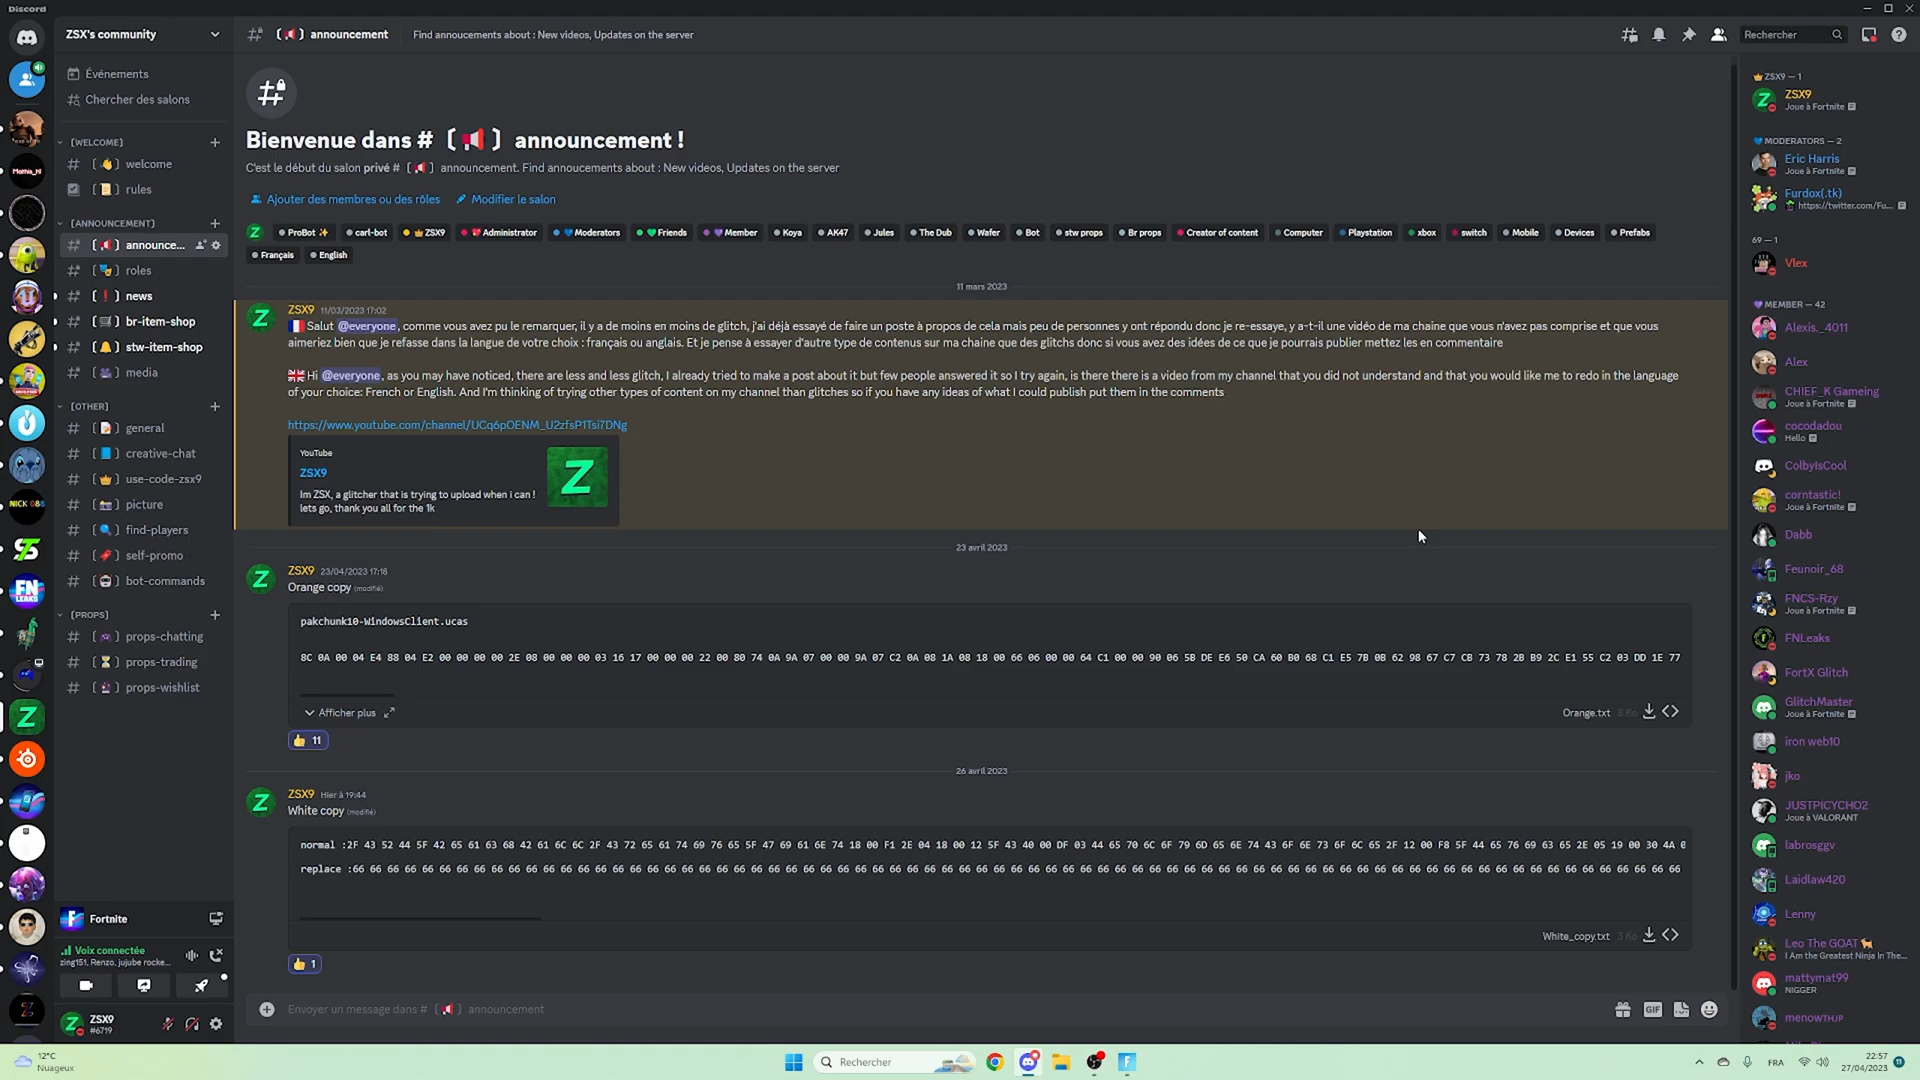 Discord
ZSX's community
Événements
Chercher des salons
[WELCOME]
welcome
rules
[ANNOUNCEMENT]
announce...
roles
news
br-item-shop
stw-item-shop
media
[OTHER]
general
creative-chat
use-code-zsx9
picture
find-players
self-promo
bot-commands
[PROPS]
props-chatting
props-trading
props-wishlist
Fortnite
Voix connectée
zing151, Renzo, jujube rocke...
ZSX9
#6719
announcement
Find annoucements about : New videos, Updates on the server
Rechercher
Bienvenue dans # 〔📢〕 announcement !
C'est le début du salon privé # 〔📢〕 announcement. Find annoucements about : New videos, Updates on the server
Ajouter des membres ou des rôles
Modifier le salon
ProBot ✨ carl-bot ZSX9 Administrator Moderators Friends Member Koya AK47 Jules The Dub Wafer Bot stw props Br props Creator of content Computer Playstation xbox switch Mobile Devices Prefabs
Français English
11 mars 2023
ZSX9 11/03/2023 17:02
Salut @everyone, comme vous avez pu le remarquer, il y a de moins en moins de glitch, j'ai déjà essayé de faire un poste à propos de cela mais peu de personnes y ont répondu donc je re-essaye, y a-t-il une vidéo de ma chaine que vous n'avez pas comprise et que vous
aimeriez bien que je refasse dans la langue de votre choix : français ou anglais. Et je pense à essayer d'autre type de contenus sur ma chaine que des glitchs donc si vous avez des idées de ce que je pourrais publier mettez les en commentaire
Hi @everyone, as you may have noticed, there are less and less glitch, I already tried to make a post about it but few people answered it so I try again, is there there is a video from my channel that you did not understand and that you would like me to redo in the language
of your choice: French or English. And I'm thinking of trying other types of content on my channel than glitches so if you have any ideas of what I could publish put them in the comments
https://www.youtube.com/channel/UCq6pOENM_U2zfsP1Tsi7DNg
YouTube
ZSX9
Im ZSX, a glitcher that is trying to upload when i can !
lets go, thank you all for the 1k
23 avril 2023
ZSX9 23/04/2023 17:18
Orange copy (modifié)
pakchunk10-WindowsClient.ucas
8C 0A 00 04 E4 88 04 E2 00 00 00 00 2E 08 00 00 00 03 16 17 00 00 00 22 00 80 74 0A 9A 07 00 00 9A 07 C2 0A 08 1A 08 18 00 66 06 00 00 64 C1 00 00 90 06 5B DE E6 50 CA 60 B0 68 C1 E5 7B 0B 62 98 67 C7 CB 73 78 2B B9 2C E1 55 C2 03 DD 1E 77
Afficher plus
Orange.txt 8 Ko
11
26 avril 2023
ZSX9 Hier à 19:44
White copy (modifié)
normal :2F 43 52 44 5F 42 65 61 63 68 42 61 6C 6C 2F 43 72 65 61 74 69 76 65 5F 47 69 61 6E 74 18 00 F1 2E 04 18 00 12 5F 43 40 00 DF 03 44 65 70 6C 6F 79 6D 65 6E 74 43 6F 6E 73 6F 6C 65 2F 12 00 F8 5F 44 65 76 69 63 65 2E 05 19 00 30 4A
replace :66 66 66 66 66 66 66 66 66 66 66 66 66 66 66 66 66 66 66 66 66 66 66 66 66 66 66 66 66 66 66 66 66 66 66 66 66 66 66 66 66 66 66 66 66 66 66 66 66 66 66 66 66 66 66 66 66 66 66 66 66 66 66 66 66 66 66 66 66 66 66 66 66 66 66 66
White_copy.txt 3 Ko
1
Envoyer un message dans # 〔📢〕 announcement
GIF
ZSX9 — 1
ZSX9
Joue à Fortnite
MODERATORS — 2
Eric Harris
Joue à Fortnite
Furdox(.tk)
https://twitter.com/Fu...
69 — 1
Vlex
MEMBER — 42
Alexis._4011
Alex
CHIEF_K Gameing
Joue à Fortnite
cocodadou
Hello
ColbyIsCool
corntastic!
Joue à Fortnite
Dabb
Feunoir_68
FNCS-Rzy
Joue à Fortnite
FNLeaks
FortX Glitch
GlitchMaster
Joue à Fortnite
iron web10
jko
JUSTPICYCHO2
Joue à VALORANT
labrosggv
Laidlaw420
Lenny
Leo The GOAT
I Am the Greatest Ninja In The...
mattymat99
NIGGER
menowTHJP
12°C
Nuageux
Rechercher
FRA
22:57
27/04/2023